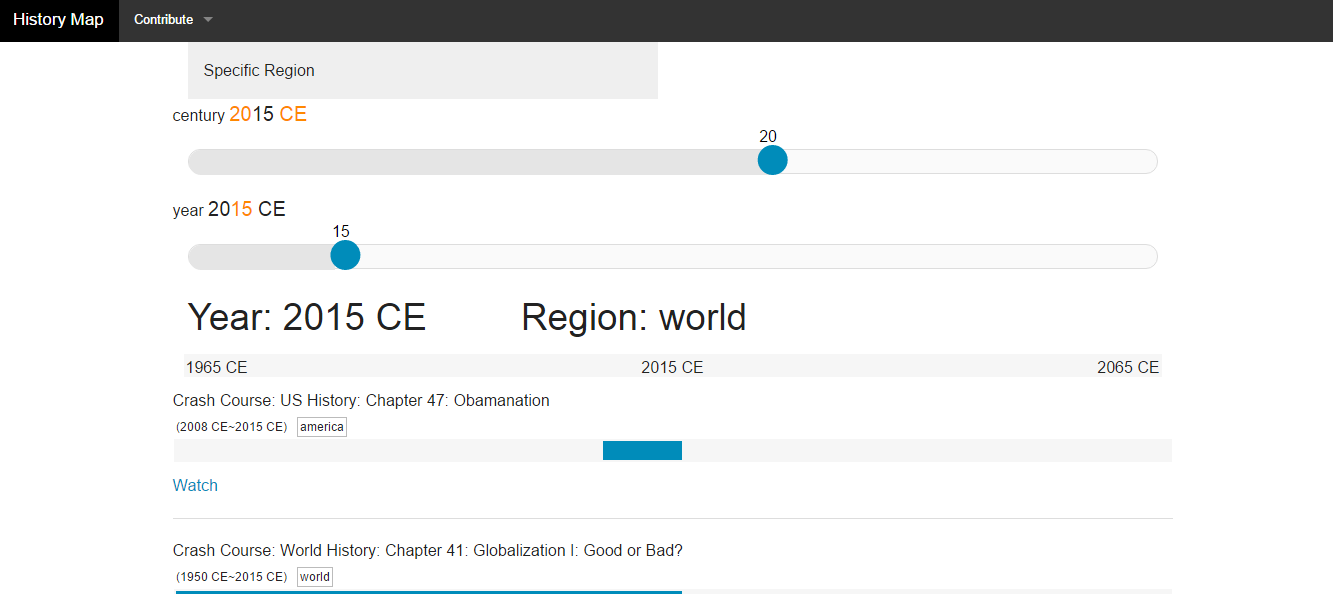 History Map Contribute
Specific Region
century 2015 CE
20
year 2015 CE
15
Year: 2015 CE Region: world
1965 CE 2015 CE 2065 CE
Crash Course: US History: Chapter 47: Obamanation
(2008 CE~2015 CE) america
Watch
Crash Course: World History: Chapter 41: Globalization I: Good or Bad?
(1950 CE~2015 CE) world